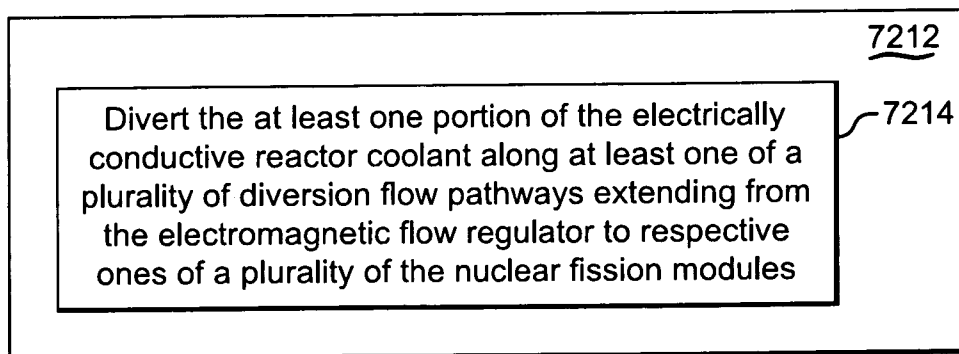 7212
7214
Divert the at least one portion of the electrically
conductive reactor coolant along at least one of a
plurality of diversion flow pathways extending from
the electromagnetic flow regulator to respective
ones of a plurality of the nuclear fission modules